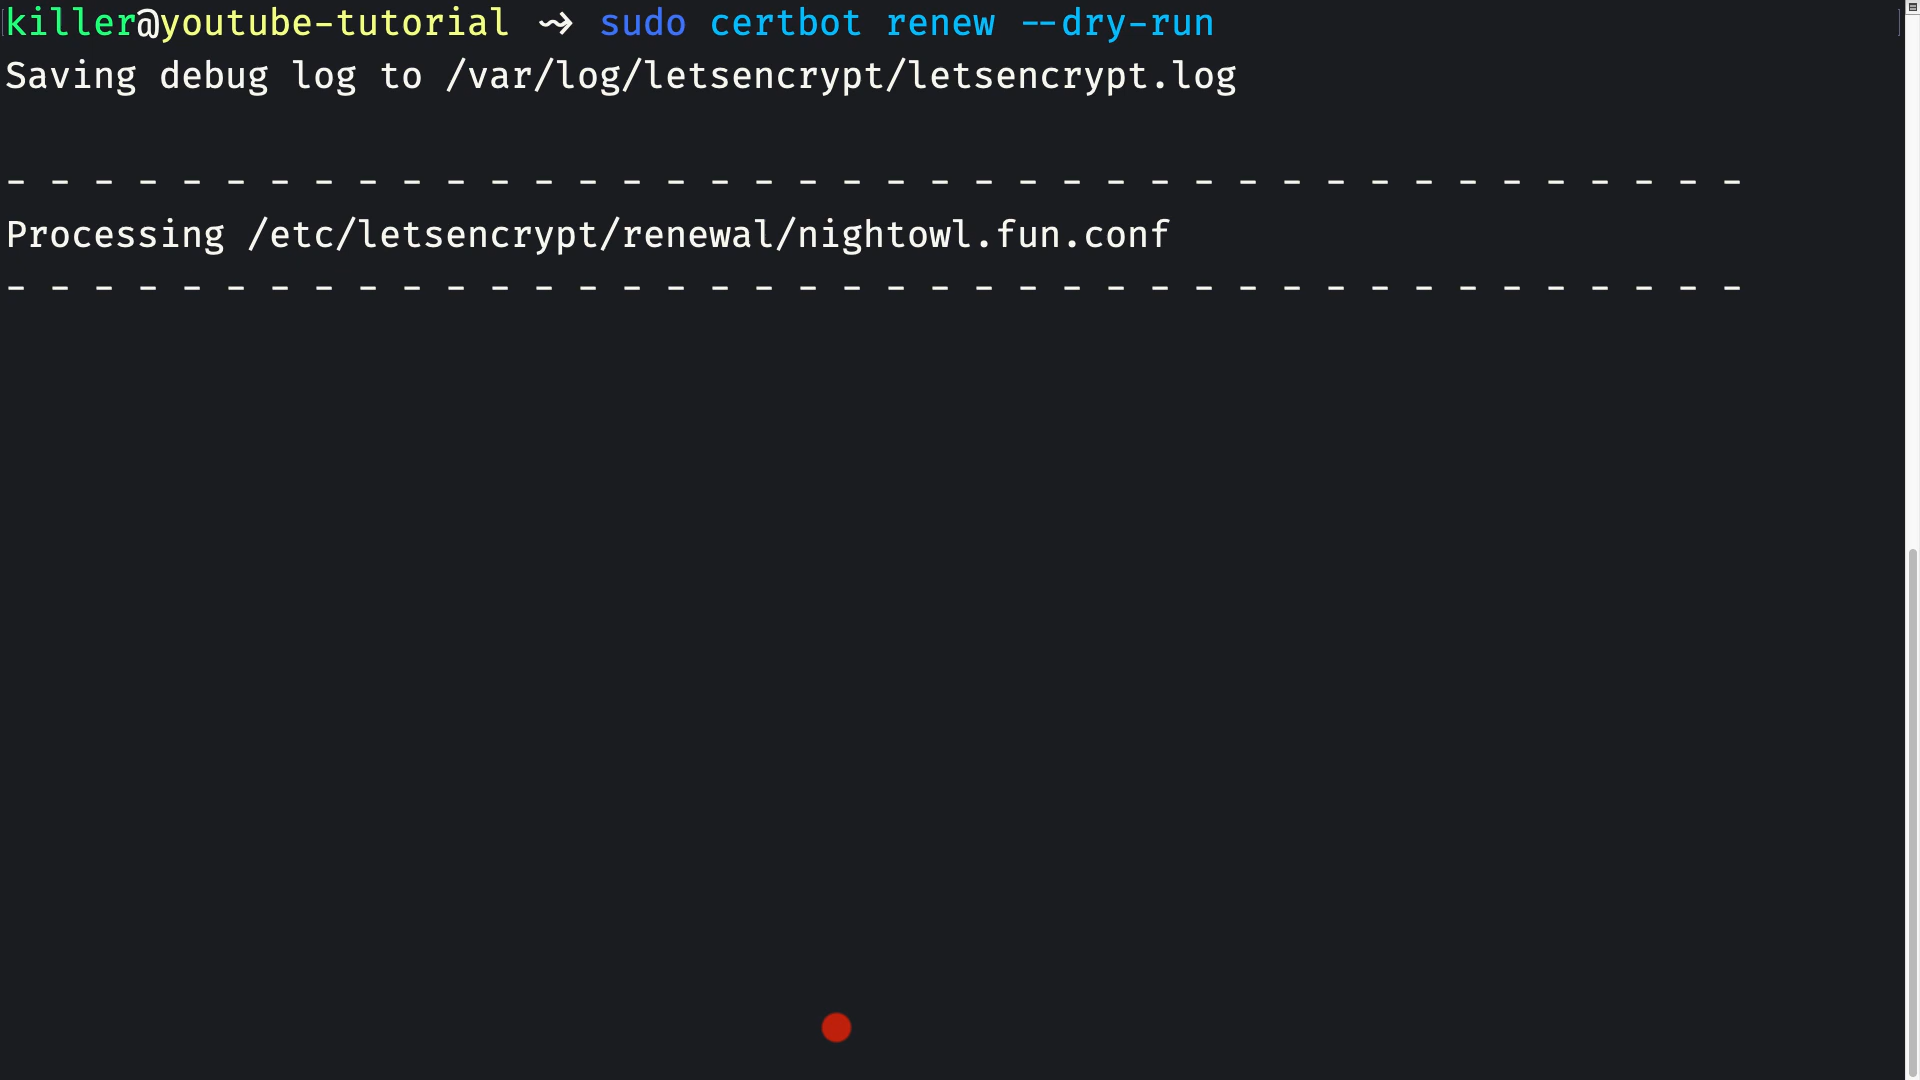 killer@youtube-tutorial ⤳ sudo certbot renew --dry-run
Saving debug log to /var/log/letsencrypt/letsencrypt.log
- - - - - - - - - - - - - - - - - - - - - - - - - - - - - - - - - - - - - - - -
Processing /etc/letsencrypt/renewal/nightowl.fun.conf
- - - - - - - - - - - - - - - - - - - - - - - - - - - - - - - - - - - - - - - -